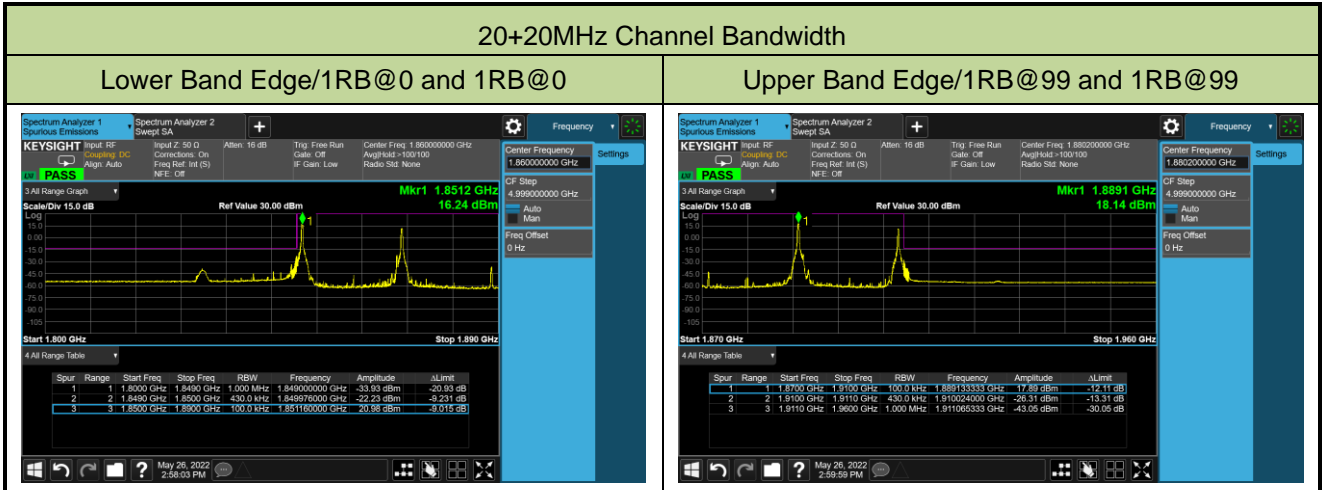 20+20MHz Channel Bandwidth
Lower Band Edge/1RB@0 and 1RB@0
Upper Band Edge/1RB@99 and 1RB@99
Spectrum Analyzer 1
Spurious Emissions
Spectrum Analyzer 2
Swept SA
+
Frequency
KEYSIGHT
Input: RF
Coupling: DC
Align: Auto
Input Z: 50 Ω
Corrections: On
Freq Ref: Int (S)
NFE: Off
Atten: 16 dB
Trig: Free Run
Gate: Off
IF Gain: Low
Center Freq: 1.860000000 GHz
Avg|Hold:>100/100
Radio Std: None
PASS
Center Frequency
1.860000000 GHz
Settings
CF Step
4.999000000 GHz
Auto
Man
Freq Offset
0 Hz
3 All Range Graph
Mkr1 1.8512 GHz
Scale/Div 15.0 dB
Ref Value 30.00 dBm
16.24 dBm
Log
15.0
0.00
-15.0
-30.0
-45.0
-60.0
-75.0
-90.0
-105
1
Start 1.800 GHz
Stop 1.890 GHz
4 All Range Table
Spur Range Start Freq Stop Freq RBW Frequency Amplitude ΔLimit
1 1 1.8000 GHz 1.8490 GHz 1.000 MHz 1.849000000 GHz -33.93 dBm -20.93 dB
2 2 1.8490 GHz 1.8500 GHz 430.0 kHz 1.849976000 GHz -22.23 dBm -9.231 dB
3 3 1.8500 GHz 1.8900 GHz 100.0 kHz 1.851160000 GHz 20.98 dBm -9.015 dB
?
May 26, 2022
2:58:03 PM
Spectrum Analyzer 1
Spurious Emissions
Spectrum Analyzer 2
Swept SA
+
Frequency
KEYSIGHT
Input: RF
Coupling: DC
Align: Auto
Input Z: 50 Ω
Corrections: On
Freq Ref: Int (S)
NFE: Off
Atten: 16 dB
Trig: Free Run
Gate: Off
IF Gain: Low
Center Freq: 1.880200000 GHz
Avg|Hold:>100/100
Radio Std: None
PASS
Center Frequency
1.880200000 GHz
Settings
CF Step
4.999000000 GHz
Auto
Man
Freq Offset
0 Hz
3 All Range Graph
Mkr1 1.8891 GHz
Scale/Div 15.0 dB
Ref Value 30.00 dBm
18.14 dBm
Log
15.0
0.00
-15.0
-30.0
-45.0
-60.0
-75.0
-90.0
-105
1
Start 1.870 GHz
Stop 1.960 GHz
4 All Range Table
Spur Range Start Freq Stop Freq RBW Frequency Amplitude ΔLimit
1 1 1.8700 GHz 1.9100 GHz 100.0 kHz 1.889133333 GHz 17.89 dBm -12.11 dB
2 2 1.9100 GHz 1.9110 GHz 430.0 kHz 1.910024000 GHz -26.31 dBm -13.31 dB
3 3 1.9110 GHz 1.9600 GHz 1.000 MHz 1.911065333 GHz -43.05 dBm -30.05 dB
?
May 26, 2022
2:59:59 PM